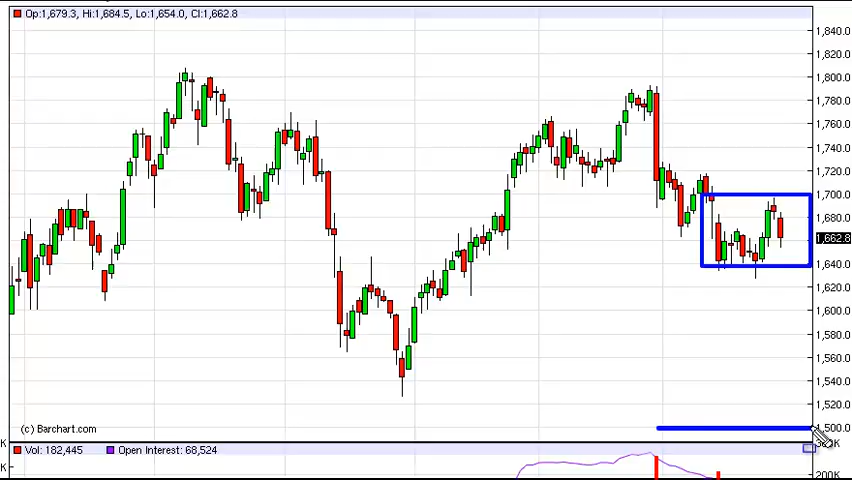 Op:1,679.3, Hi:1,684.5, Lo:1,654.0, Cl:1,662.8
1,840.0
1,820.0
1,800.0
1,780.0
1,760.0
1,740.0
1,720.0
1,700.0
1,680.0
1,662.8
1,640.0
1,620.0
1,600.0
1,580.0
1,560.0
1,540.0
1,520.0
(c) Barchart.com
1,500.0
K
Vol: 182,445
Open Interest: 68,524
K
200K